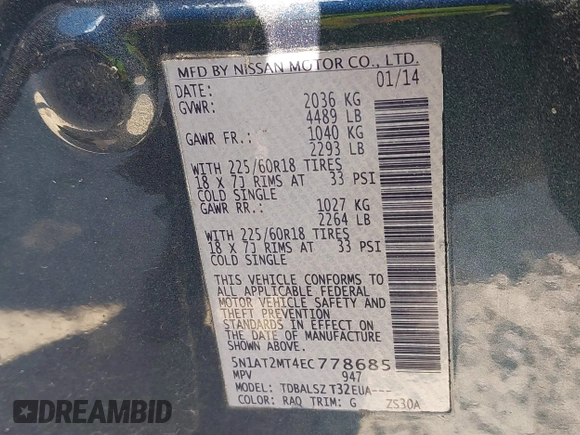 MFD BY NISSAN MOTOR CO., LTD.
DATE: 01/14
GVWR: 2036 KG
4489 LB
GAWR FR.: 1040 KG
2293 LB
WITH 225/60R18 TIRES
18 X 7J RIMS AT 33 PSI
COLD SINGLE
GAWR RR.: 1027 KG
2264 LB
WITH 225/60R18 TIRES
18 X 7J RIMS AT 33 PSI
COLD SINGLE
THIS VEHICLE CONFORMS TO
ALL APPLICABLE FEDERAL
MOTOR VEHICLE SAFETY AND
THEFT PREVENTION
STANDARDS IN EFFECT ON THE
DATE OF MANUFACTURE
SHOWN ABOVE.
5N1AT2MT4EC778685
MPV 947
MODEL: TDBALSZ T32EUA---
COLOR: RAQ TRIM: G ZS30A
STAT.BID